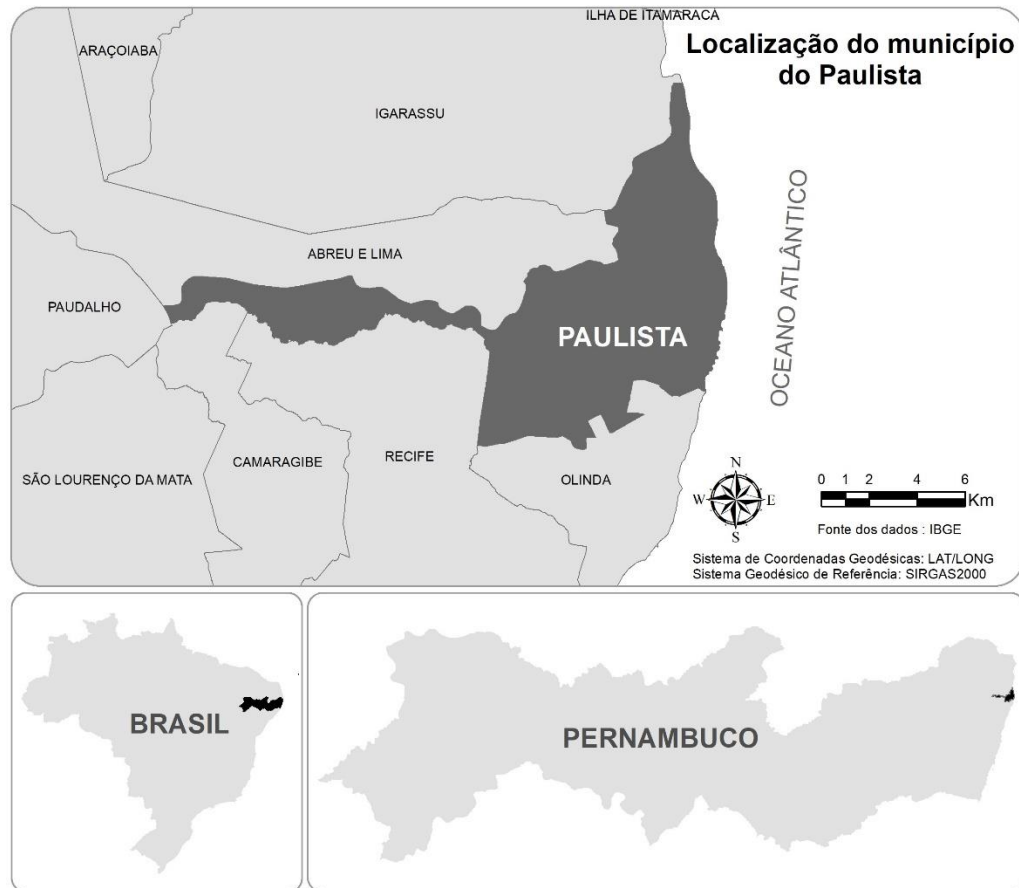 ILHA DE ITAMARACÁ
Localização do município
do Paulista
ARAÇOIABA
IGARASSU
OCEANO ATLÂNTICO
ABREU E LIMA
PAUDALHO
PAULISTA
SÃO LOURENÇO DA MATA
CAMARAGIBE
RECIFE
OLINDA
N
W E
S
0 1 2 4 6
Km
Fonte dos dados : IBGE
Sistema de Coordenadas Geodésicas: LAT/LONG
Sistema Geodésico de Referência: SIRGAS2000
BRASIL
PERNAMBUCO